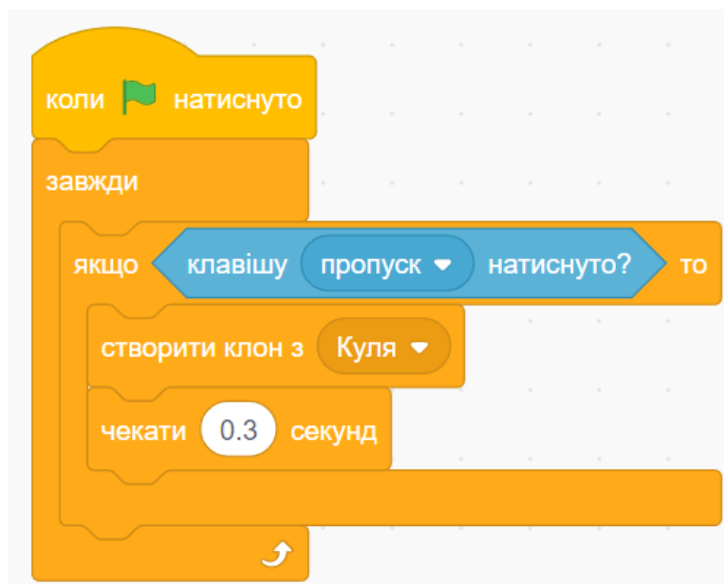 коли натиснуто
завжди
якщо клавішу пропуск натиснуто? то
створити клон з Куля
чекати 0.3 секунд